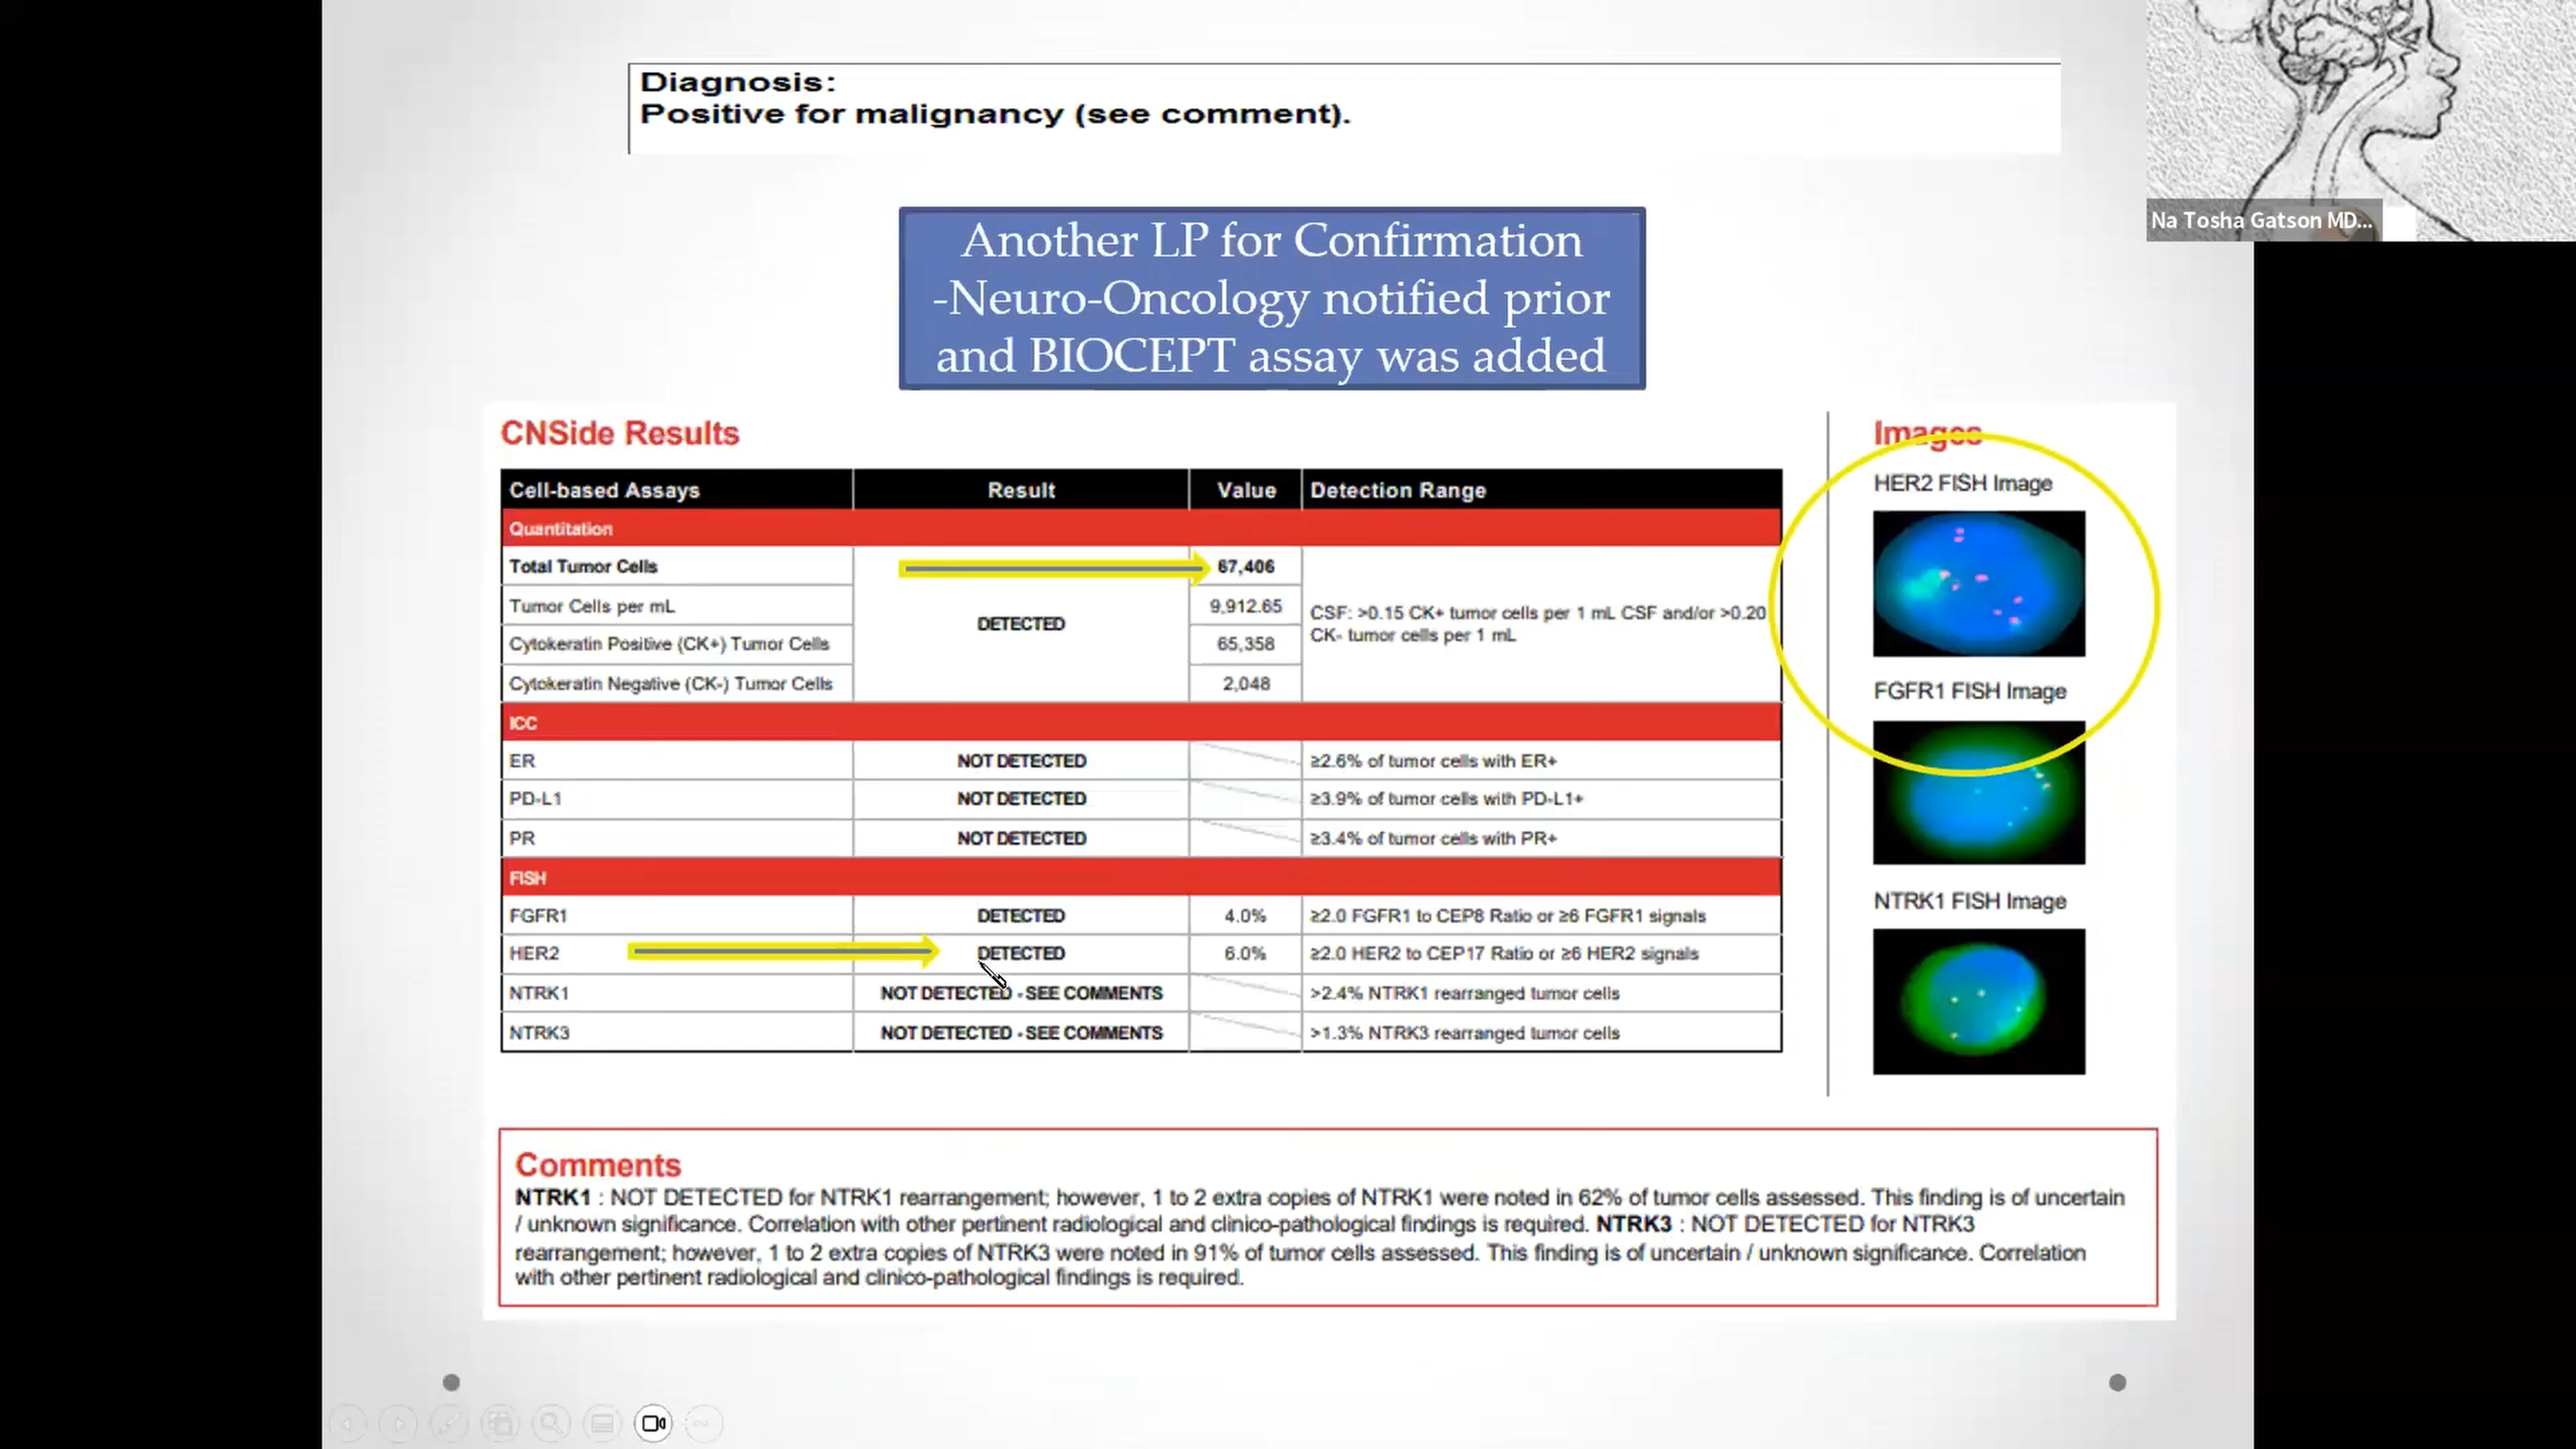 Diagnosis:
Positive for malignancy (see comment).
Na Tosha Gatson MD...
Another LP for Confirmation
-Neuro-Oncology notified prior
and BIOCEPT assay was added
CNSide Results
Cell-based Assays Result Value Detection Range
Quantitation
Total Tumor Cells 67,406
Tumor Cells per mL 9,912.65
DETECTED
CSF: >0.15 CK+ tumor cells per 1 mL CSF and/or >0.20
CK- tumor cells per 1 mL
Cytokeratin Positive (CK+) Tumor Cells 65,358
Cytokeratin Negative (CK-) Tumor Cells 2,048
ICC
ER NOT DETECTED ≥2.6% of tumor cells with ER+
PD-L1 NOT DETECTED ≥3.9% of tumor cells with PD-L1+
PR NOT DETECTED ≥3.4% of tumor cells with PR+
FISH
FGFR1 DETECTED 4.0% ≥2.0 FGFR1 to CEP8 Ratio or ≥6 FGFR1 signals
HER2 DETECTED 6.0% ≥2.0 HER2 to CEP17 Ratio or ≥6 HER2 signals
NTRK1 NOT DETECTED - SEE COMMENTS >2.4% NTRK1 rearranged tumor cells
NTRK3 NOT DETECTED - SEE COMMENTS >1.3% NTRK3 rearranged tumor cells
Images
HER2 FISH Image
FGFR1 FISH Image
NTRK1 FISH Image
Comments
NTRK1 : NOT DETECTED for NTRK1 rearrangement; however, 1 to 2 extra copies of NTRK1 were noted in 62% of tumor cells assessed. This finding is of uncertain
/ unknown significance. Correlation with other pertinent radiological and clinico-pathological findings is required. NTRK3 : NOT DETECTED for NTRK3
rearrangement; however, 1 to 2 extra copies of NTRK3 were noted in 91% of tumor cells assessed. This finding is of uncertain / unknown significance. Correlation
with other pertinent radiological and clinico-pathological findings is required.